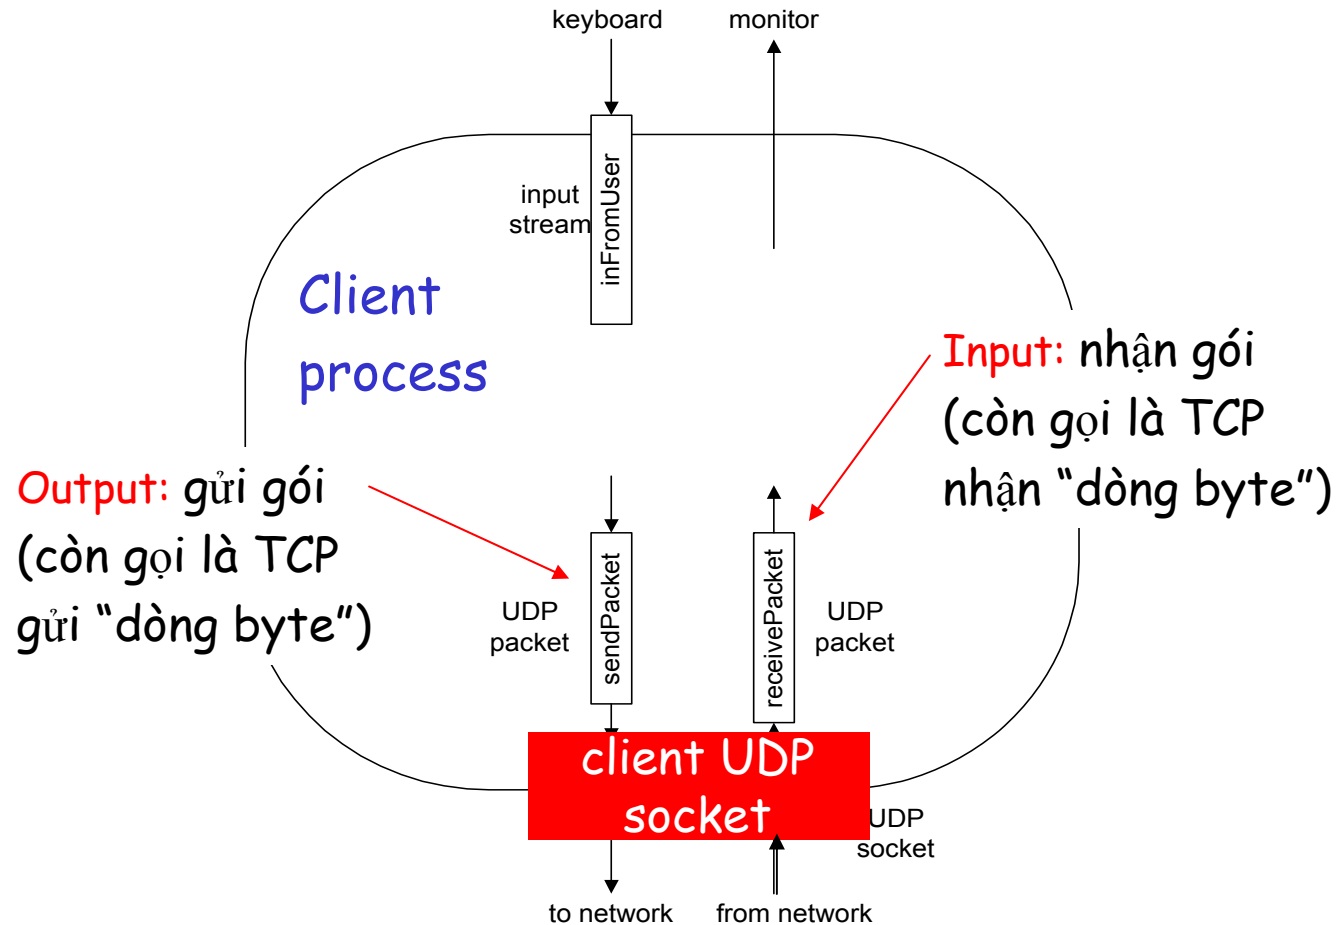 keyboard
monitor
input
stream
inFromUser
Client
process
Input: nhận gói
(còn gọi là TCP
nhận “dòng byte”)
Output: gửi gói
(còn gọi là TCP
gửi “dòng byte”)
UDP
packet
sendPacket
receivePacket
UDP
packet
client UDP
socket
UDP
socket
to network
from network